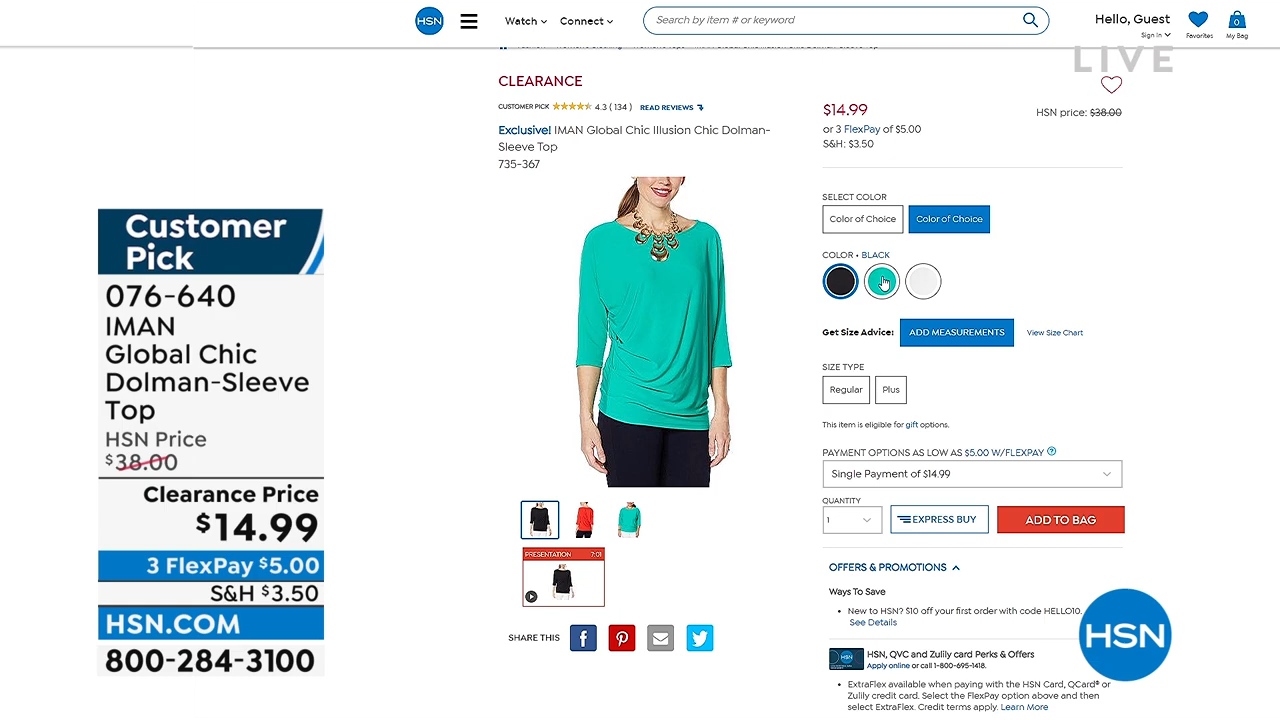 HSN
Watch
Connect
Search by item # or keyword
Hello, Guest
Sign In
Favorites
0
My Bag
LIVE
CLEARANCE
CUSTOMER PICK 4.3 ( 134 ) READ REVIEWS
Exclusive! IMAN Global Chic Illusion Chic Dolman-
Sleeve Top
735-367
$14.99
HSN price: $38.00
or 3 FlexPay of $5.00
S&H: $3.50
SELECT COLOR
Color of Choice
Color of Choice
COLOR • BLACK
Get Size Advice:
ADD MEASUREMENTS
View Size Chart
SIZE TYPE
Regular
Plus
This item is eligible for gift options.
PAYMENT OPTIONS AS LOW AS $5.00 W/FLEXPAY ?
Single Payment of $14.99
QUANTITY
1
EXPRESS BUY
ADD TO BAG
OFFERS & PROMOTIONS
Ways To Save
• New to HSN? $10 off your first order with code HELLO10.
See Details
HSN
HSN, QVC and Zulily card Perks & Offers
Apply online or call 1-800-695-1418.
• ExtraFlex available when paying with the HSN Card, QCard® or
Zulily credit card. Select the FlexPay option above and then
select ExtraFlex. Credit terms apply. Learn More
PRESENTATION 7:01
SHARE THIS
Customer
Pick
076-640
IMAN
Global Chic
Dolman-Sleeve
Top
HSN Price
$38.00
Clearance Price
$14.99
3 FlexPay $5.00
S&H $3.50
HSN.COM
800-284-3100
HSN